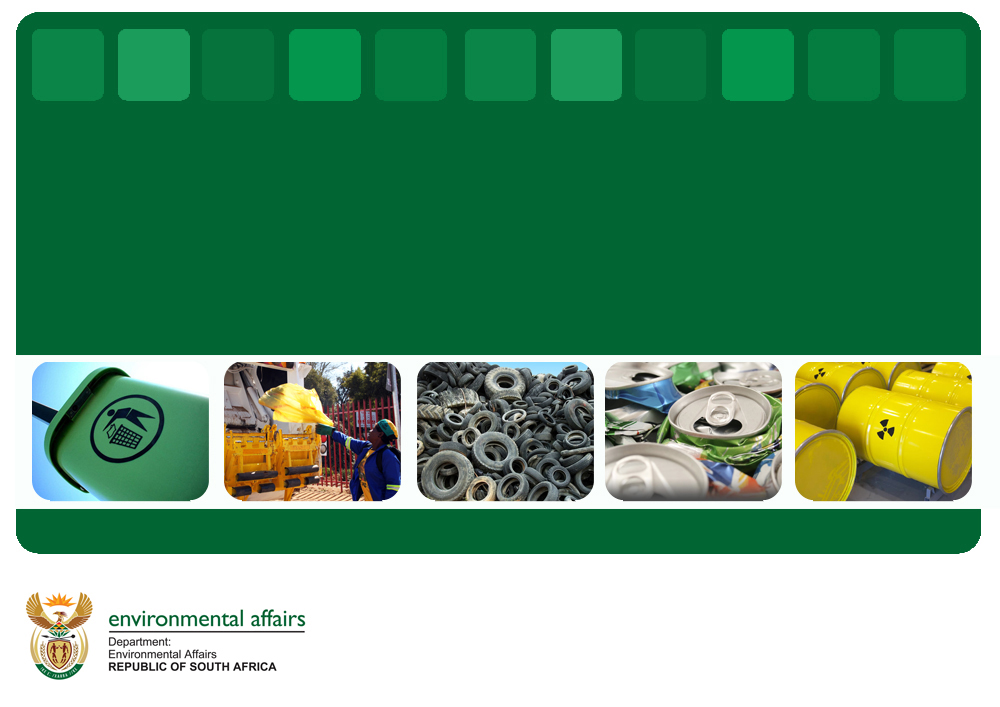 environmental affairs
Department:
Environmental Affairs
REPUBLIC OF SOUTH AFRICA